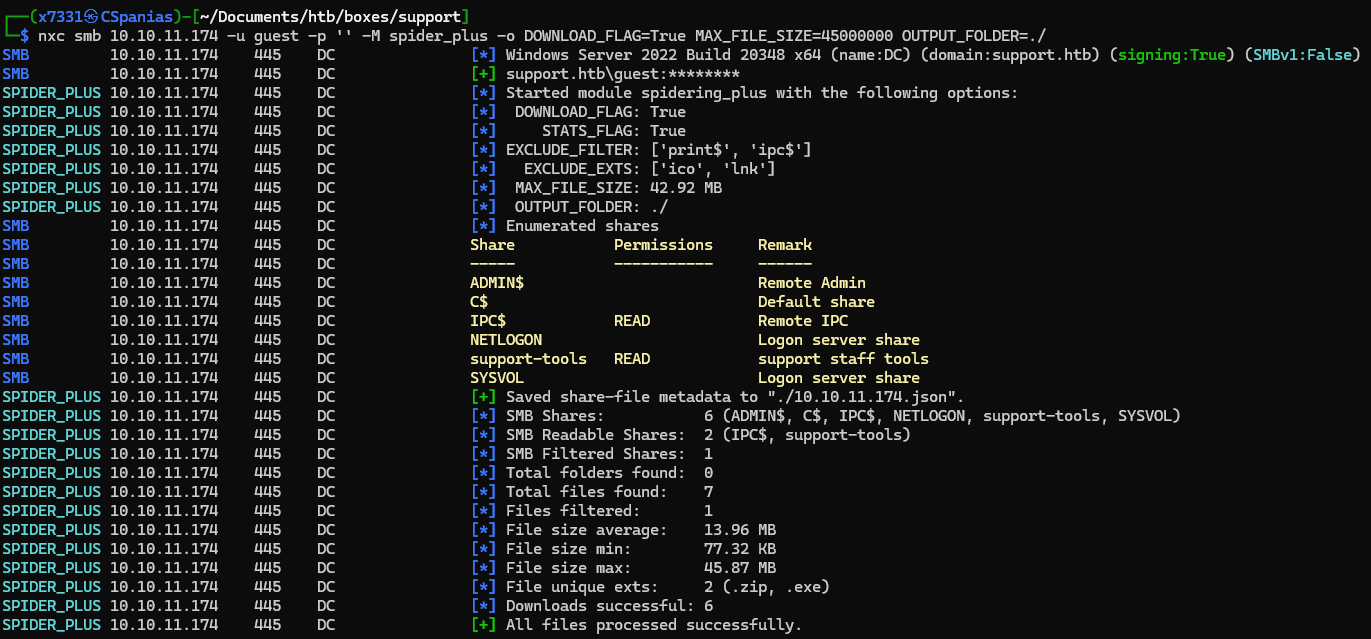 ┌──(x7331㉿CSpanias)-[~/Documents/htb/boxes/support]
└─$ nxc smb 10.10.11.174 -u guest -p '' -M spider_plus -o DOWNLOAD_FLAG=True MAX_FILE_SIZE=45000000 OUTPUT_FOLDER=./
SMB         10.10.11.174    445    DC               [*] Windows Server 2022 Build 20348 x64 (name:DC) (domain:support.htb) (signing:True) (SMBv1:False)
SMB         10.10.11.174    445    DC               [+] support.htb\guest:********
SPIDER_PLUS 10.10.11.174    445    DC               [*] Started module spidering_plus with the following options:
SPIDER_PLUS 10.10.11.174    445    DC               [*]  DOWNLOAD_FLAG: True
SPIDER_PLUS 10.10.11.174    445    DC               [*]     STATS_FLAG: True
SPIDER_PLUS 10.10.11.174    445    DC               [*] EXCLUDE_FILTER: ['print$', 'ipc$']
SPIDER_PLUS 10.10.11.174    445    DC               [*]   EXCLUDE_EXTS: ['ico', 'lnk']
SPIDER_PLUS 10.10.11.174    445    DC               [*]  MAX_FILE_SIZE: 42.92 MB
SPIDER_PLUS 10.10.11.174    445    DC               [*]  OUTPUT_FOLDER: ./
SMB         10.10.11.174    445    DC               [*] Enumerated shares
SMB         10.10.11.174    445    DC               Share           Permissions     Remark
SMB         10.10.11.174    445    DC               -----           -----------     ------
SMB         10.10.11.174    445    DC               ADMIN$                          Remote Admin
SMB         10.10.11.174    445    DC               C$                              Default share
SMB         10.10.11.174    445    DC               IPC$            READ            Remote IPC
SMB         10.10.11.174    445    DC               NETLOGON                        Logon server share
SMB         10.10.11.174    445    DC               support-tools   READ            support staff tools
SMB         10.10.11.174    445    DC               SYSVOL                          Logon server share
SPIDER_PLUS 10.10.11.174    445    DC               [+] Saved share-file metadata to "./10.10.11.174.json".
SPIDER_PLUS 10.10.11.174    445    DC               [*] SMB Shares:           6 (ADMIN$, C$, IPC$, NETLOGON, support-tools, SYSVOL)
SPIDER_PLUS 10.10.11.174    445    DC               [*] SMB Readable Shares:  2 (IPC$, support-tools)
SPIDER_PLUS 10.10.11.174    445    DC               [*] SMB Filtered Shares:  1
SPIDER_PLUS 10.10.11.174    445    DC               [*] Total folders found:  0
SPIDER_PLUS 10.10.11.174    445    DC               [*] Total files found:    7
SPIDER_PLUS 10.10.11.174    445    DC               [*] Files filtered:       1
SPIDER_PLUS 10.10.11.174    445    DC               [*] File size average:    13.96 MB
SPIDER_PLUS 10.10.11.174    445    DC               [*] File size min:        77.32 KB
SPIDER_PLUS 10.10.11.174    445    DC               [*] File size max:        45.87 MB
SPIDER_PLUS 10.10.11.174    445    DC               [*] File unique exts:     2 (.zip, .exe)
SPIDER_PLUS 10.10.11.174    445    DC               [*] Downloads successful: 6
SPIDER_PLUS 10.10.11.174    445    DC               [+] All files processed successfully.